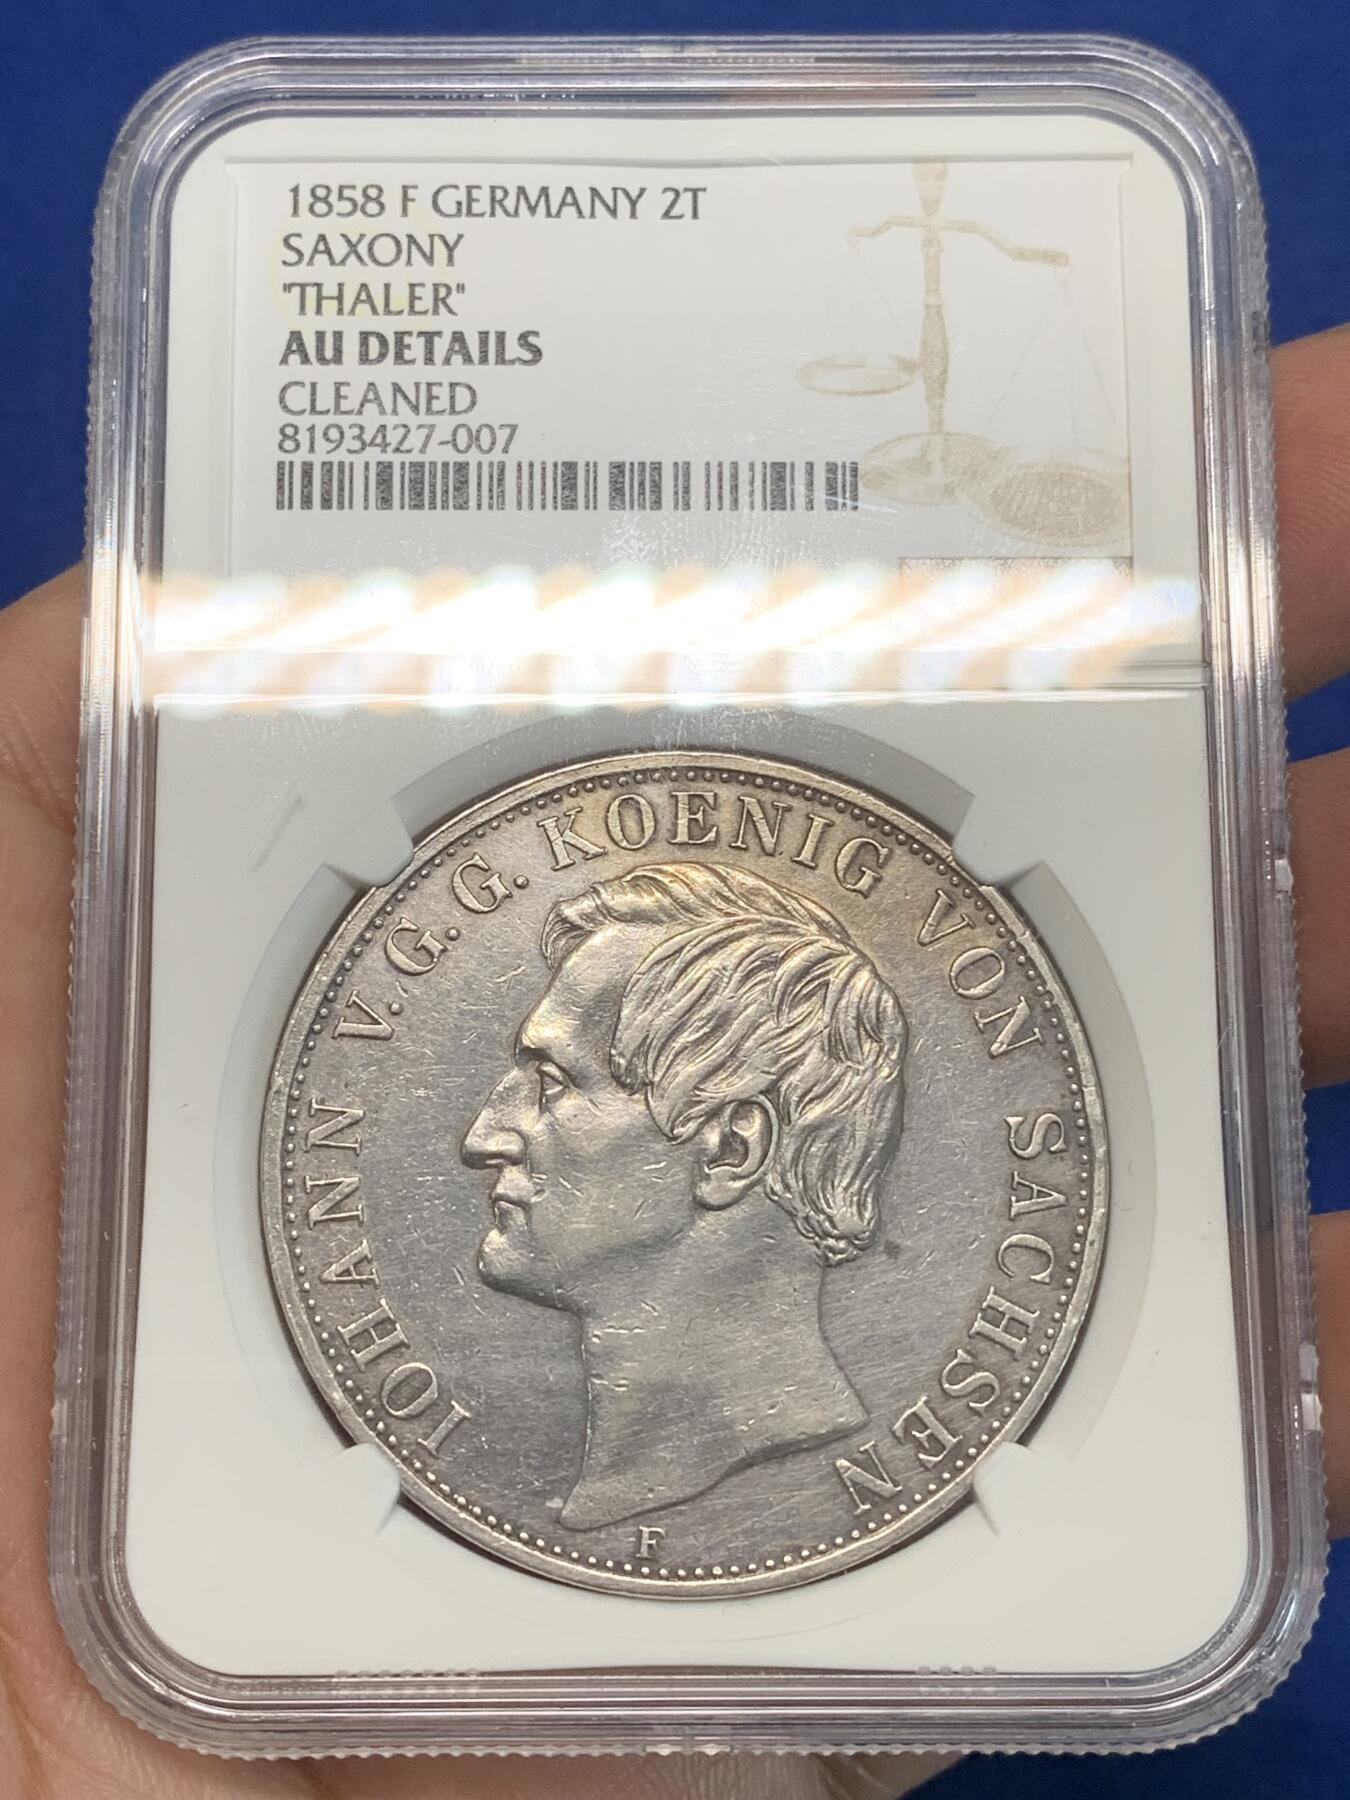 1858 F GERMANY 2T
SAXONY
"THALER"
AU DETAILS
CLEANED
8193427-007
IOHANN V. G. G. KOENIG VON SACHSEN
F